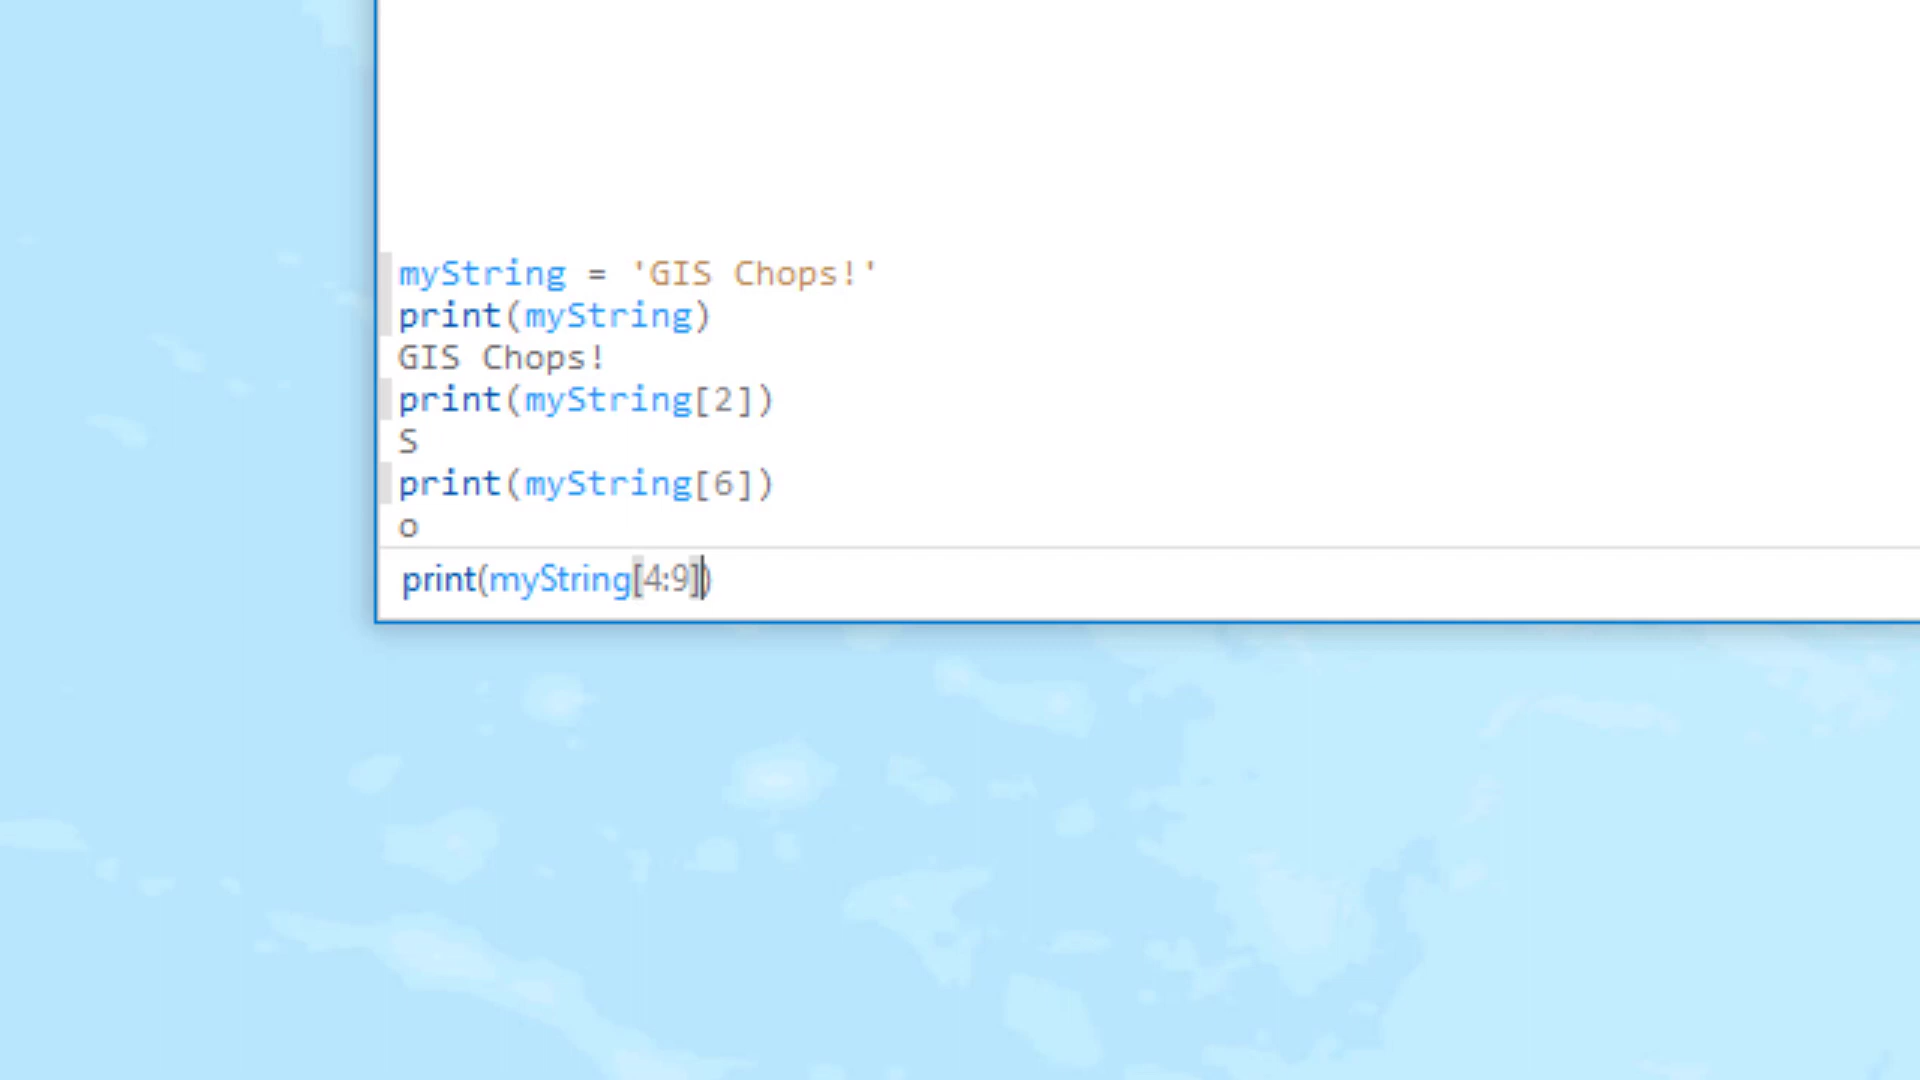 myString = 'GIS Chops!'
print(myString)
GIS Chops!
print(myString[2])
S
print(myString[6])
o
print(myString[4:9])